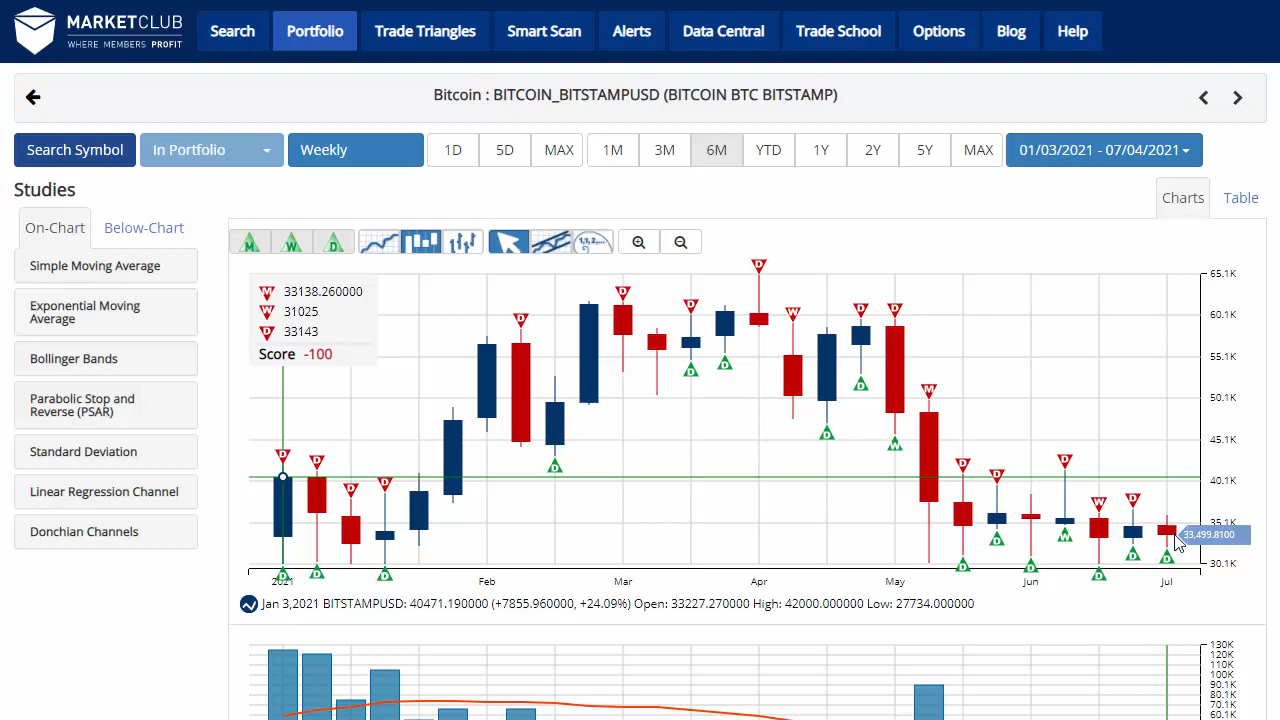 MARKETCLUB
WHERE MEMBERS PROFIT
Search
Portfolio
Trade Triangles
Smart Scan
Alerts
Data Central
Trade School
Options
Blog
Help
Bitcoin : BITCOIN_BITSTAMPUSD (BITCOIN BTC BITSTAMP)
Search Symbol
In Portfolio
Weekly
1D
5D
MAX
1M
3M
6M
YTD
1Y
2Y
5Y
MAX
01/03/2021 - 07/04/2021
Studies
On-Chart
Below-Chart
Charts
Table
Simple Moving Average
Exponential Moving
Average
Bollinger Bands
Parabolic Stop and
Reverse (PSAR)
Standard Deviation
Linear Regression Channel
Donchian Channels
M
W
D
M 33138.260000
W 31025
D 33143
Score -100
65.1K
60.1K
55.1K
50.1K
45.1K
40.1K
35.1K
33,499.8100
30.1K
2021
Feb
Mar
Apr
May
Jun
Jul
Jan 3,2021 BITSTAMPUSD: 40471.190000 (+7855.960000, +24.09%) Open: 33227.270000 High: 42000.000000 Low: 27734.000000
130K
120K
110K
100K
90.1K
80.1K
70.1K